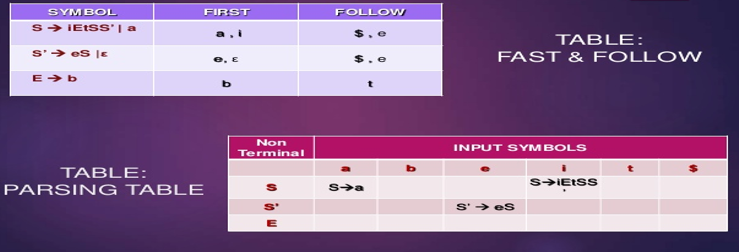 SYMBOL FIRST FOLLOW
S → iEtSS' | a a , i $ , e
S' → eS |ε e, ε $ , e
E → b b t
TABLE:
FAST & FOLLOW
Non
Terminal
INPUT SYMBOLS
a b e i t $
S S→a S→iEtSS
'
S' S' → eS
E
TABLE:
PARSING TABLE